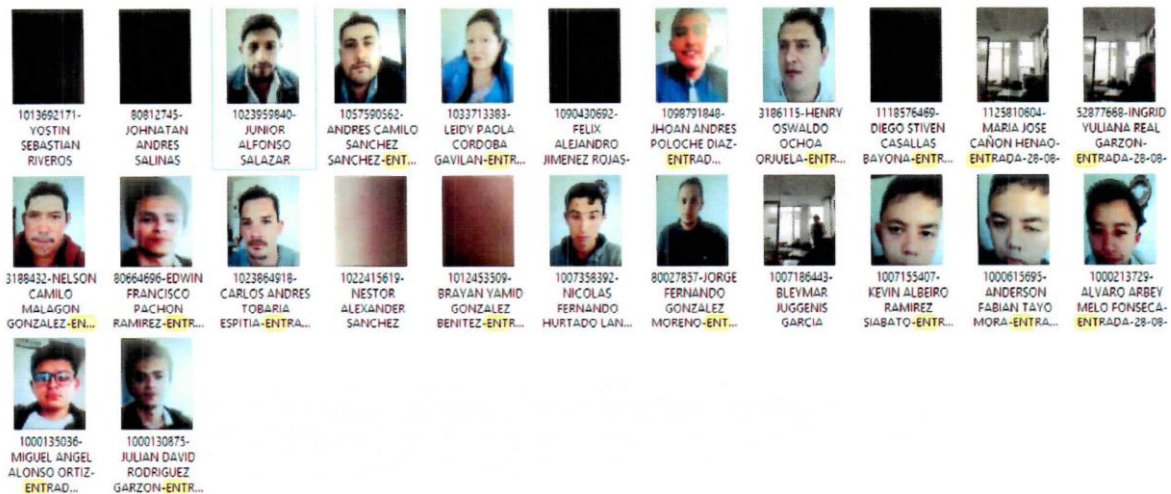 1013692171-
YOSTIN
SEBASTIAN
RIVEROS
80812745-
JOHNATAN
ANDRES
SALINAS
1023959840-
JUNIOR
ALFONSO
SALAZAR
1057590562-
ANDRES CAMILO
SANCHEZ
SANCHEZ-ENT...
1033713383-
LEIDY PAOLA
CORDOBA
GAVILAN-ENTR...
1090430692-
FELIX
ALEJANDRO
JIMENEZ ROJAS-
1098791848-
JHOAN ANDRES
POLOCHE DIAZ-
ENTRAD...
3186115-HENRY
OSWALDO
OCHOA
ORJUELA-ENTR...
1118576469-
DIEGO STIVEN
CASALLAS
BAYONA-ENTR...
1125810604-
MARIA JOSE
CAÑON HENAO-
ENTRADA-28-08-
52877668-INGRID
YULIANA REAL
GARZON-
ENTRADA-28-08-
3188432-NELSON
CAMILO
MALAGON
GONZALEZ-EN...
80664696-EDWIN
FRANCISCO
PACHON
RAMIREZ-ENTR...
1023864918-
CARLOS ANDRES
TOBARIA
ESPITIA-ENTRA...
1022415619-
NESTOR
ALEXANDER
SANCHEZ
1012453509-
BRAYAN YAMID
GONZALEZ
BENITEZ-ENTR...
1007358392-
NICOLAS
FERNANDO
HURTADO LAN...
80027857-JORGE
FERNANDO
GONZALEZ
MORENO-ENT...
1007186443-
BLEYMAR
JUGGENIS
GARCIA
1007155407-
KEVIN ALBEIRO
RAMIREZ
SIABATO-ENTR...
1000615695-
ANDERSON
FABIAN TAYO
MORA-ENTRA...
1000213729-
ALVARO ARBEY
MELO FONSECA-
ENTRADA-28-08-
1000135036-
MIGUEL ANGEL
ALONSO ORTIZ-
ENTRAD...
1000130875-
JULIAN DAVID
RODRIGUEZ
GARZON-ENTR...